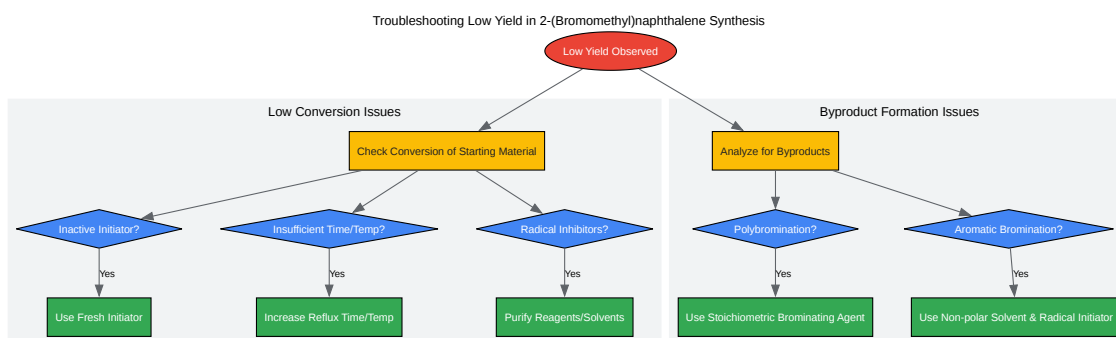 Troubleshooting Low Yield in 2-(Bromomethyl)naphthalene Synthesis
Low Yield Observed
Low Conversion Issues
Byproduct Formation Issues
Check Conversion of Starting Material
Analyze for Byproducts
Inactive Initiator?
Insufficient Time/Temp?
Radical Inhibitors?
Polybromination?
Aromatic Bromination?
Yes
Yes
Yes
Yes
Yes
Use Fresh Initiator
Increase Reflux Time/Temp
Purify Reagents/Solvents
Use Stoichiometric Brominating Agent
Use Non-polar Solvent & Radical Initiator